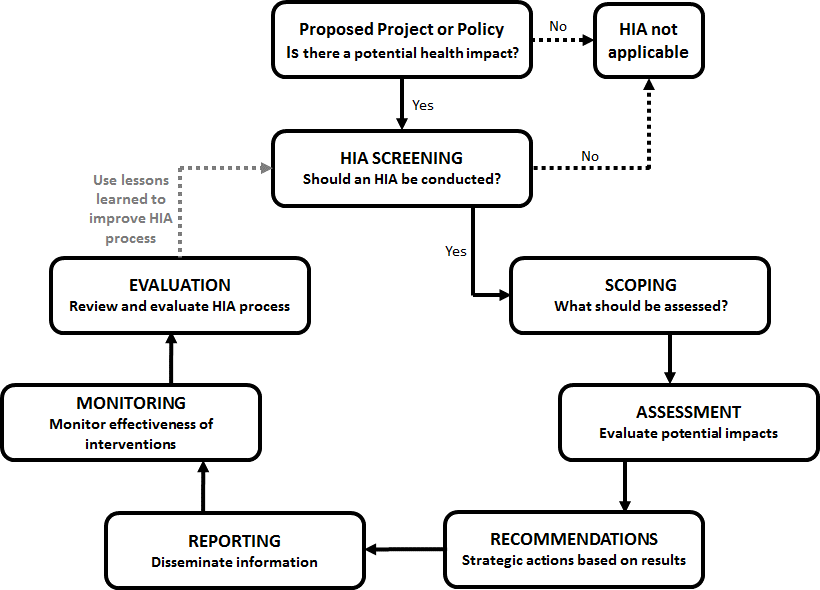 Proposed Project or Policy
Is there a potential health impact?
No
HIA not
applicable
Yes
HIA SCREENING
Should an HIA be conducted?
No
Use lessons
learned to
improve HIA
process
Yes
EVALUATION
Review and evaluate HIA process
SCOPING
What should be assessed?
MONITORING
Monitor effectiveness of
interventions
ASSESSMENT
Evaluate potential impacts
REPORTING
Disseminate information
RECOMMENDATIONS
Strategic actions based on results